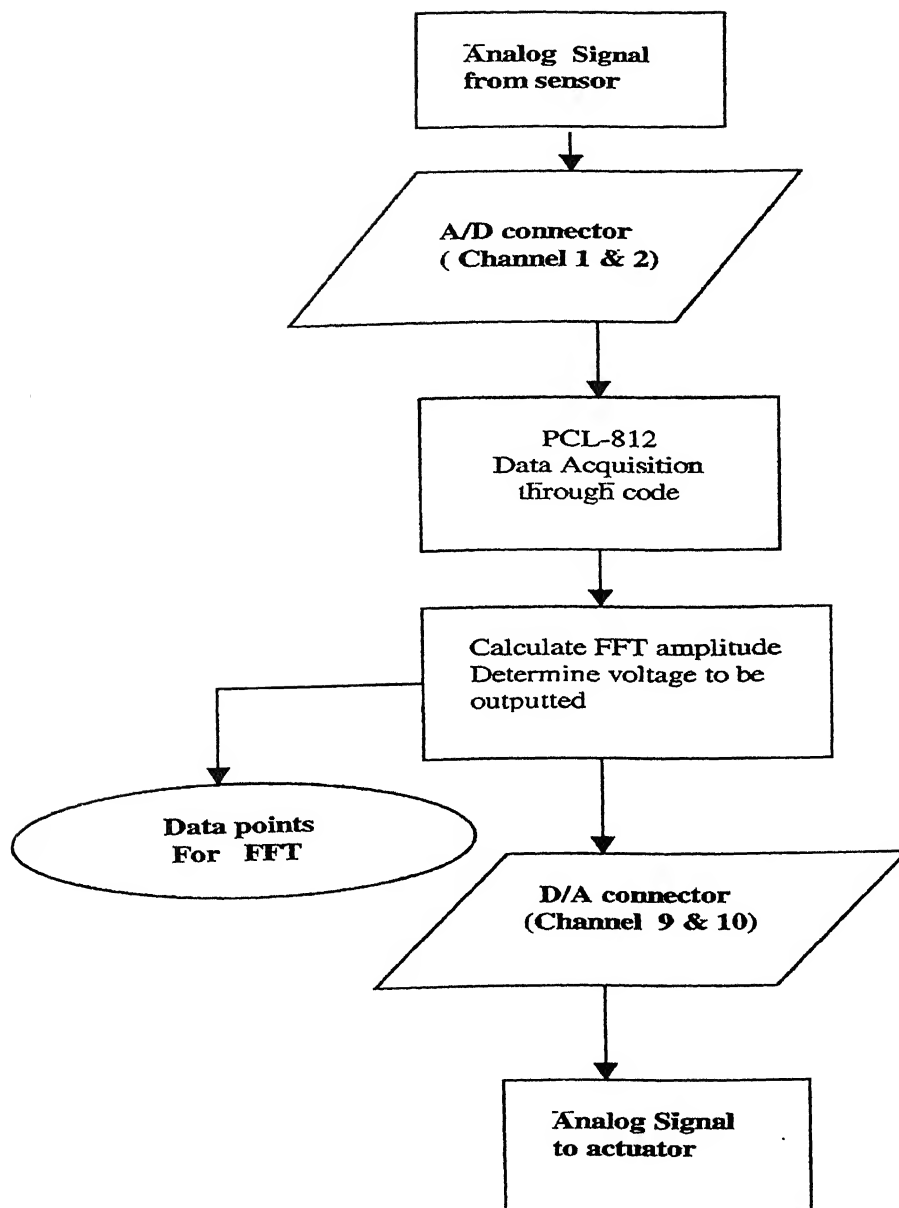 Analog Signal
from sensor
A/D connector
( Channel 1 & 2)
PCL-812
Data Acquisition
through code
Calculate FFT amplitude
Determine voltage to be
outputted
Data points
For FFT
D/A connector
(Channel 9 & 10)
Analog Signal
to actuator